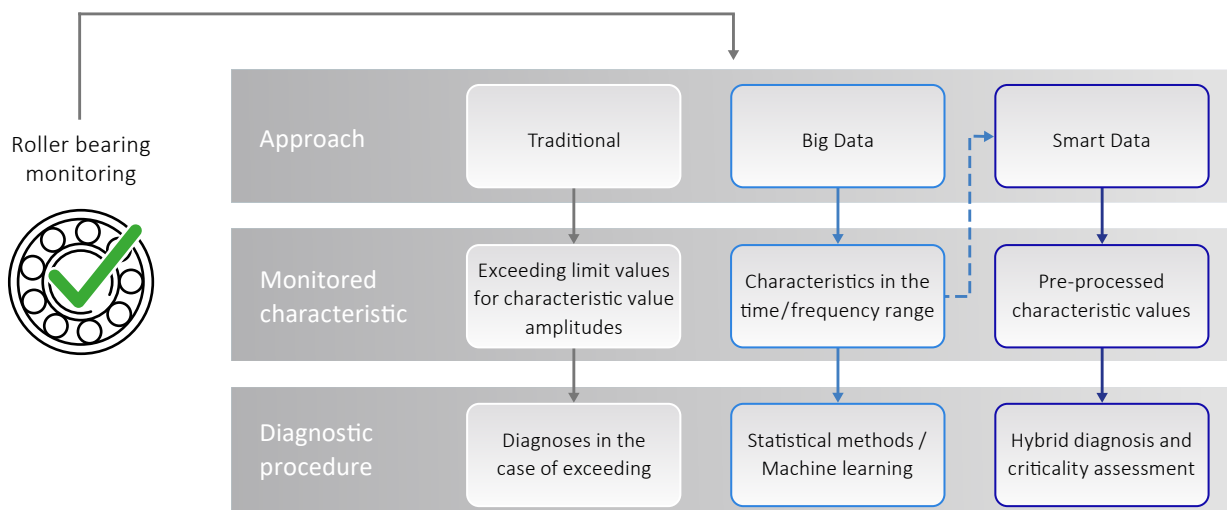 Roller bearing
monitoring
Approach
Traditional
Big Data
Smart Data
Monitored
characteristic
Exceeding limit values
for characteristic value
amplitudes
Characteristics in the
time/frequency range
Pre-processed
characteristic values
Diagnostic
procedure
Diagnoses in the
case of exceeding
Statistical methods /
Machine learning
Hybrid diagnosis and
criticality assessment